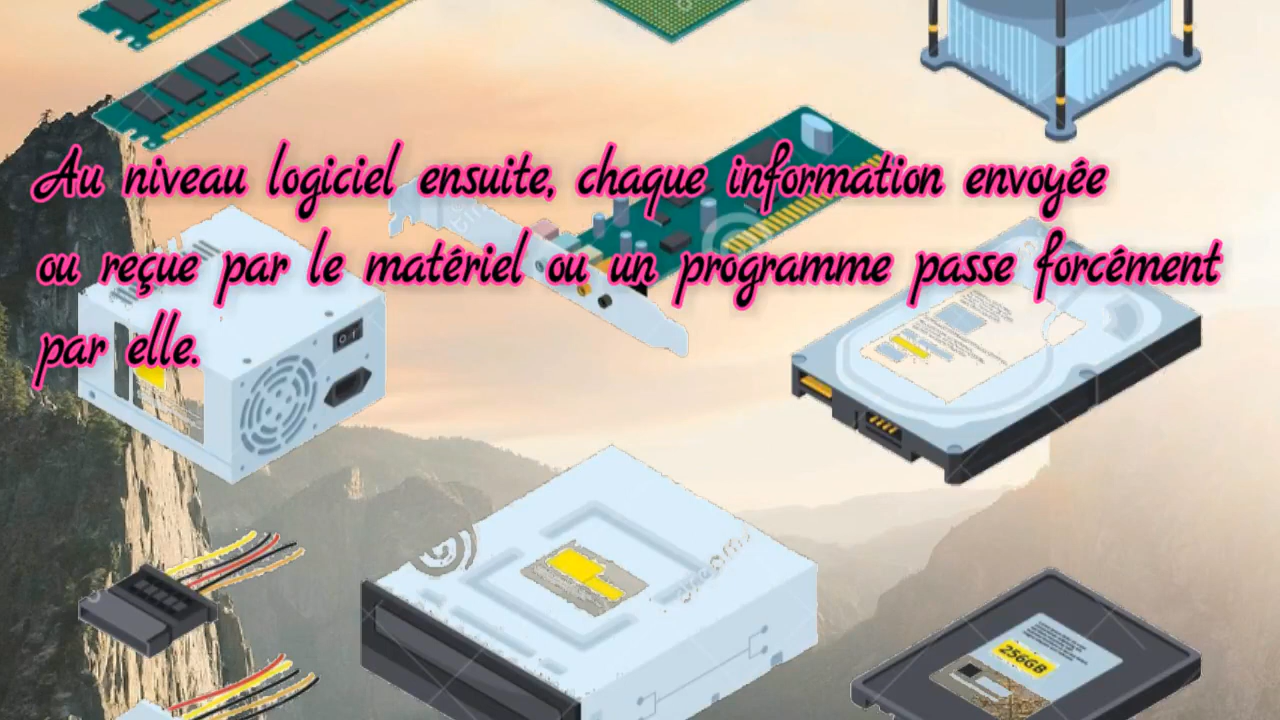 Au niveau logiciel ensuite, chaque information envoyée
ou reçue par le matériel ou un programme passe forcément
par elle.
256GB